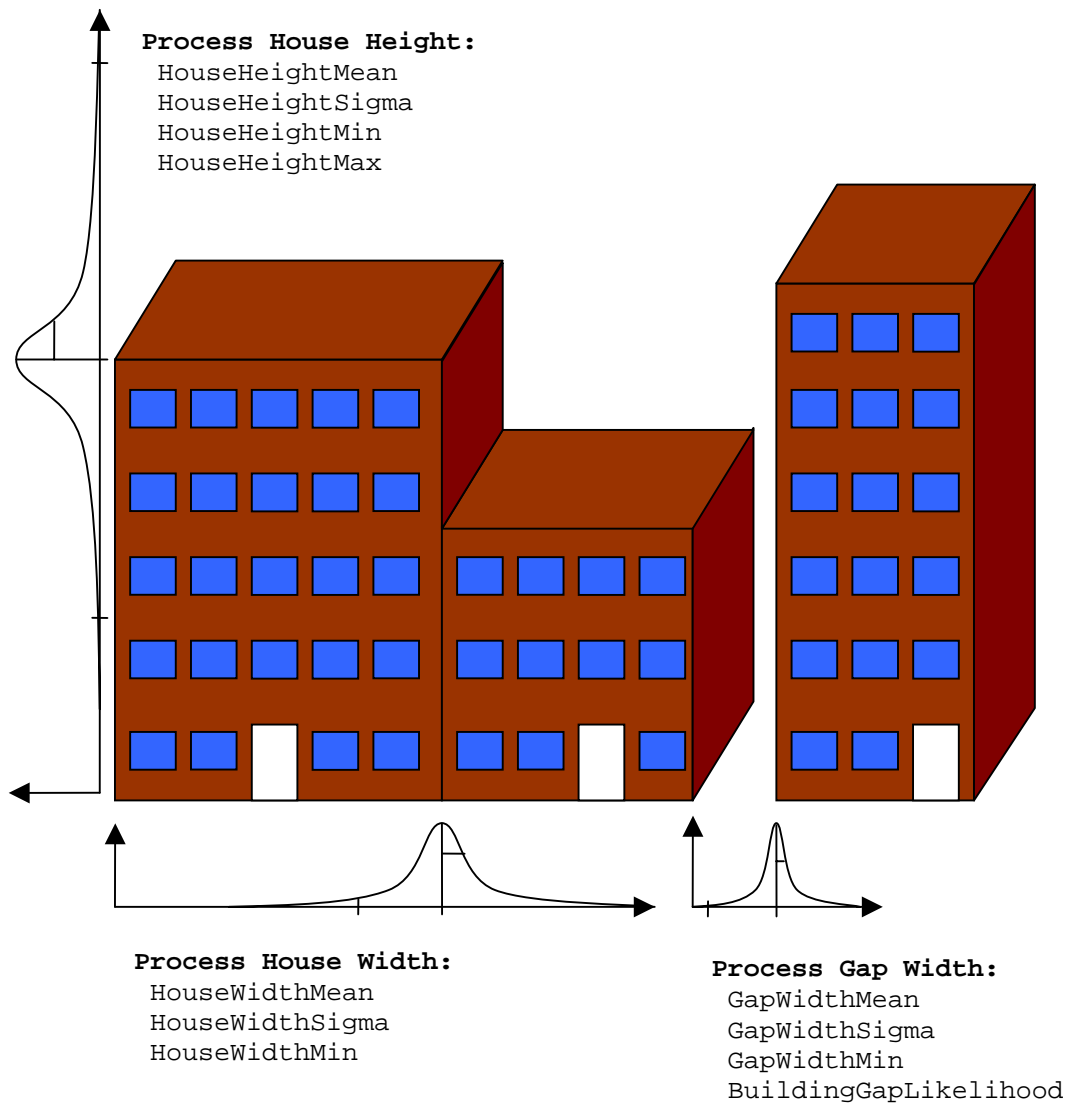 Process House Height:
HouseHeightMean
HouseHeightSigma
HouseHeightMin
HouseHeightMax
Process House Width:
HouseWidthMean
HouseWidthSigma
HouseWidthMin
Process Gap Width:
GapWidthMean
GapWidthSigma
GapWidthMin
BuildingGapLikelihood